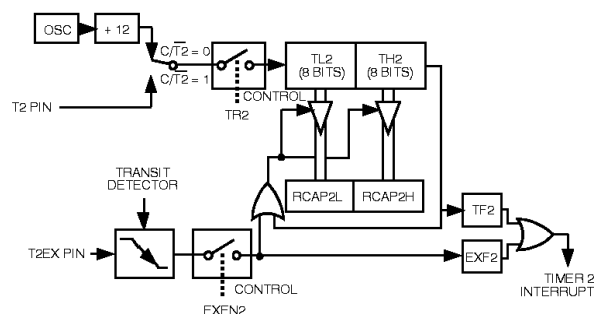 OSC
+ 12
C/T2 = 0
C/T2 = 1
T2 PIN
CONTROL
TR2
TL2
(8 BITS)
TH2
(8 BITS)
TRANSIT
DETECTOR
RCAP2L
RCAP2H
T2EX PIN
CONTROL
EXEN2
TF2
EXF2
TIMER 2
INTERRUPT